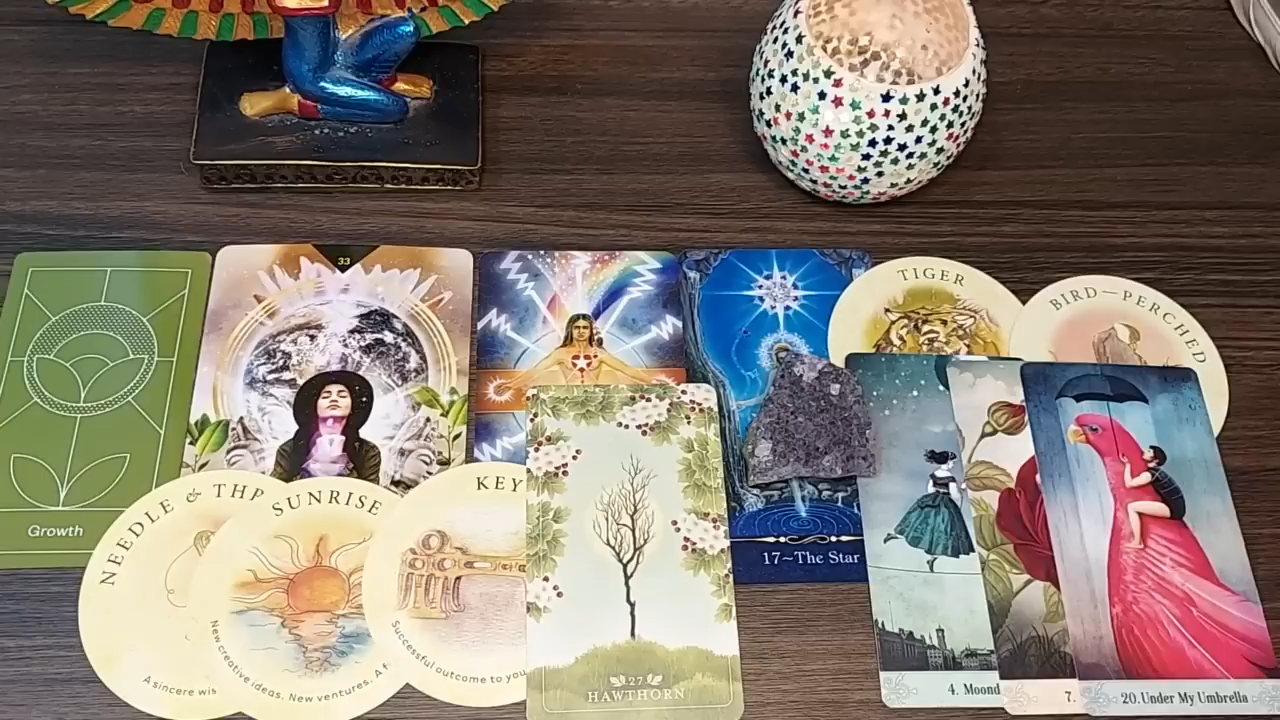 33
TIGER
BIRD—PERCHED
Growth
17~The Star
NEEDLE & THR
A sincere wis
SUNRISE
New creative ideas. New ventures. A f
KEY
Successful outcome to you
27
HAWTHORN
4. Moond
7.
20. Under My Umbrella